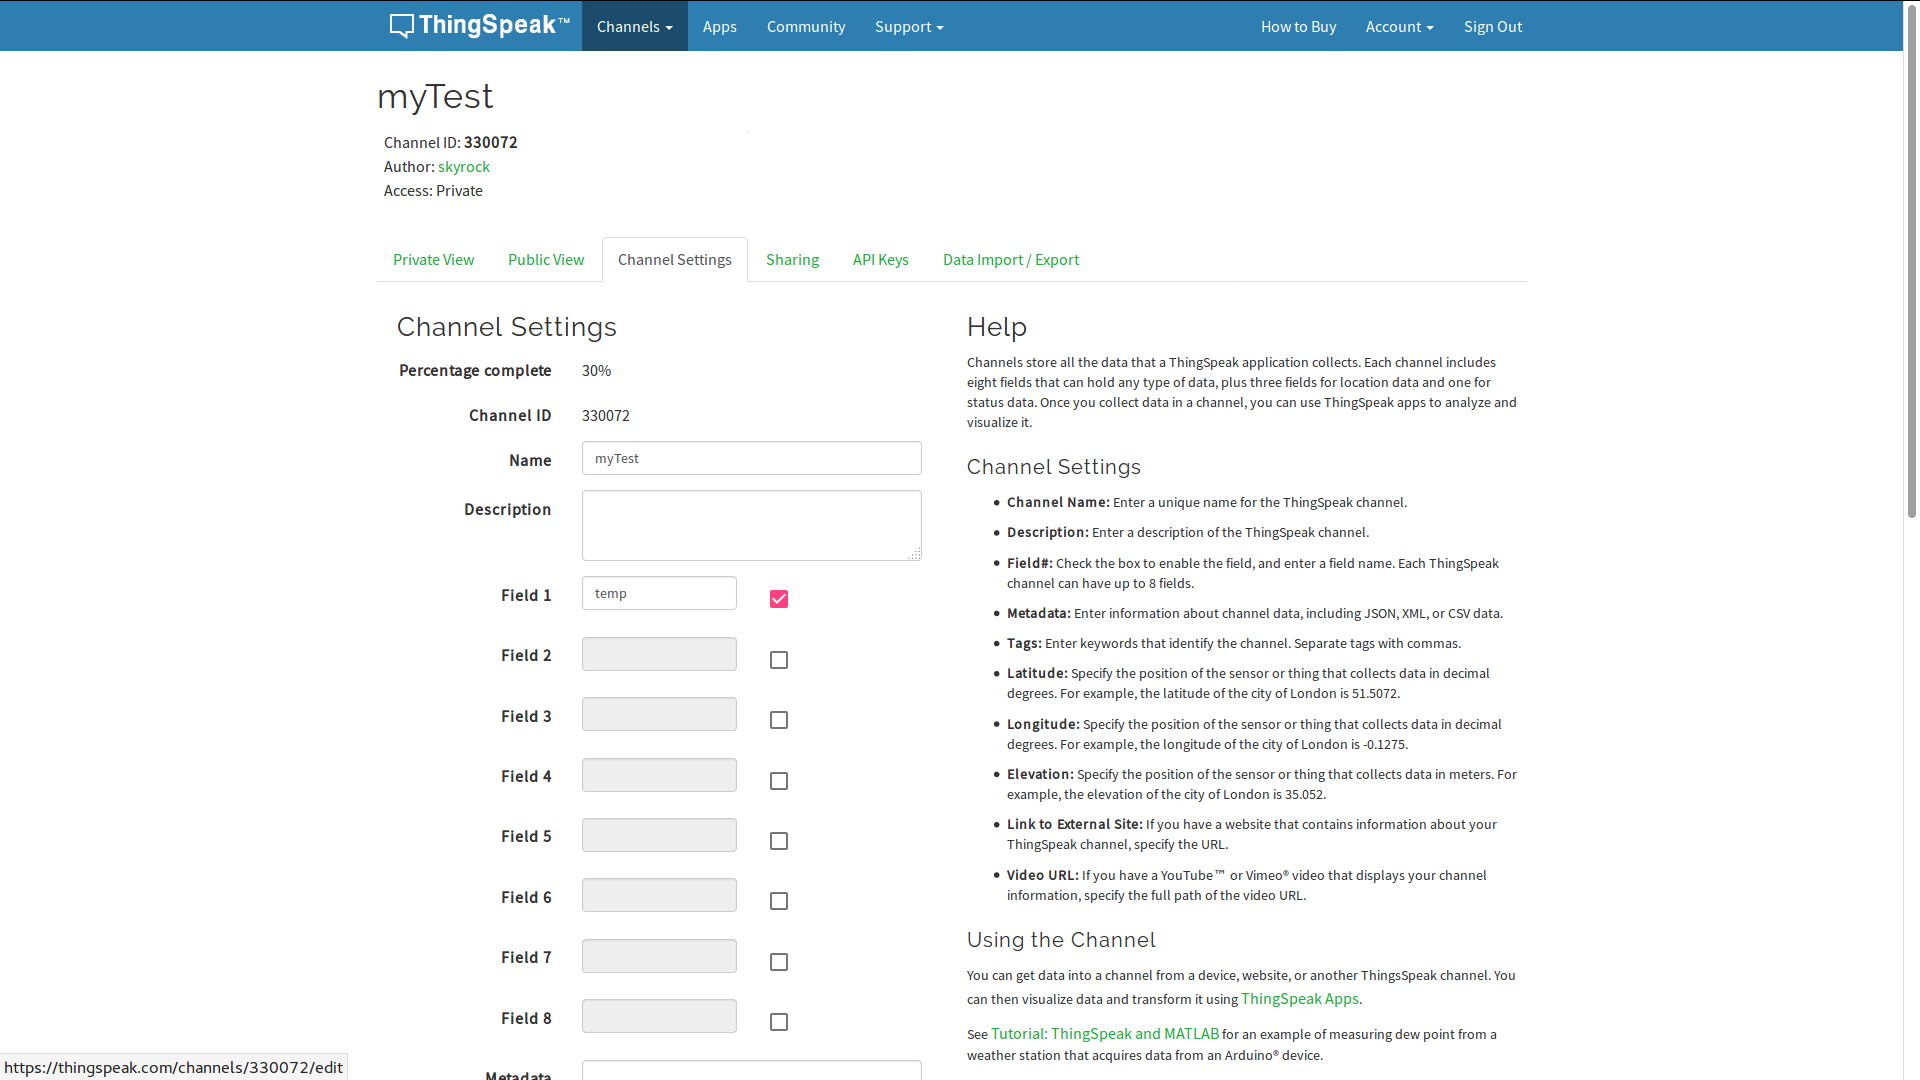 ThingSpeak™ Channels Apps Community Support How to Buy Account Sign Out
myTest
Channel ID: 330072
Author: skyrock
Access: Private
Private View Public View Channel Settings Sharing API Keys Data Import / Export
Channel Settings
Percentage complete 30%
Channel ID 330072
Name myTest
Description
Field 1 temp
Field 2
Field 3
Field 4
Field 5
Field 6
Field 7
Field 8
Metadata
Help
Channels store all the data that a ThingSpeak application collects. Each channel includes
eight fields that can hold any type of data, plus three fields for location data and one for
status data. Once you collect data in a channel, you can use ThingSpeak apps to analyze and
visualize it.
Channel Settings
• Channel Name: Enter a unique name for the ThingSpeak channel.
• Description: Enter a description of the ThingSpeak channel.
• Field#: Check the box to enable the field, and enter a field name. Each ThingSpeak
channel can have up to 8 fields.
• Metadata: Enter information about channel data, including JSON, XML, or CSV data.
• Tags: Enter keywords that identify the channel. Separate tags with commas.
• Latitude: Specify the position of the sensor or thing that collects data in decimal
degrees. For example, the latitude of the city of London is 51.5072.
• Longitude: Specify the position of the sensor or thing that collects data in decimal
degrees. For example, the longitude of the city of London is -0.1275.
• Elevation: Specify the position of the sensor or thing that collects data in meters. For
example, the elevation of the city of London is 35.052.
• Link to External Site: If you have a website that contains information about your
ThingSpeak channel, specify the URL.
• Video URL: If you have a YouTube™ or Vimeo® video that displays your channel
information, specify the full path of the video URL.
Using the Channel
You can get data into a channel from a device, website, or another ThingsSpeak channel. You
can then visualize data and transform it using ThingSpeak Apps.
See Tutorial: ThingSpeak and MATLAB for an example of measuring dew point from a
weather station that acquires data from an Arduino® device.
https://thingspeak.com/channels/330072/edit